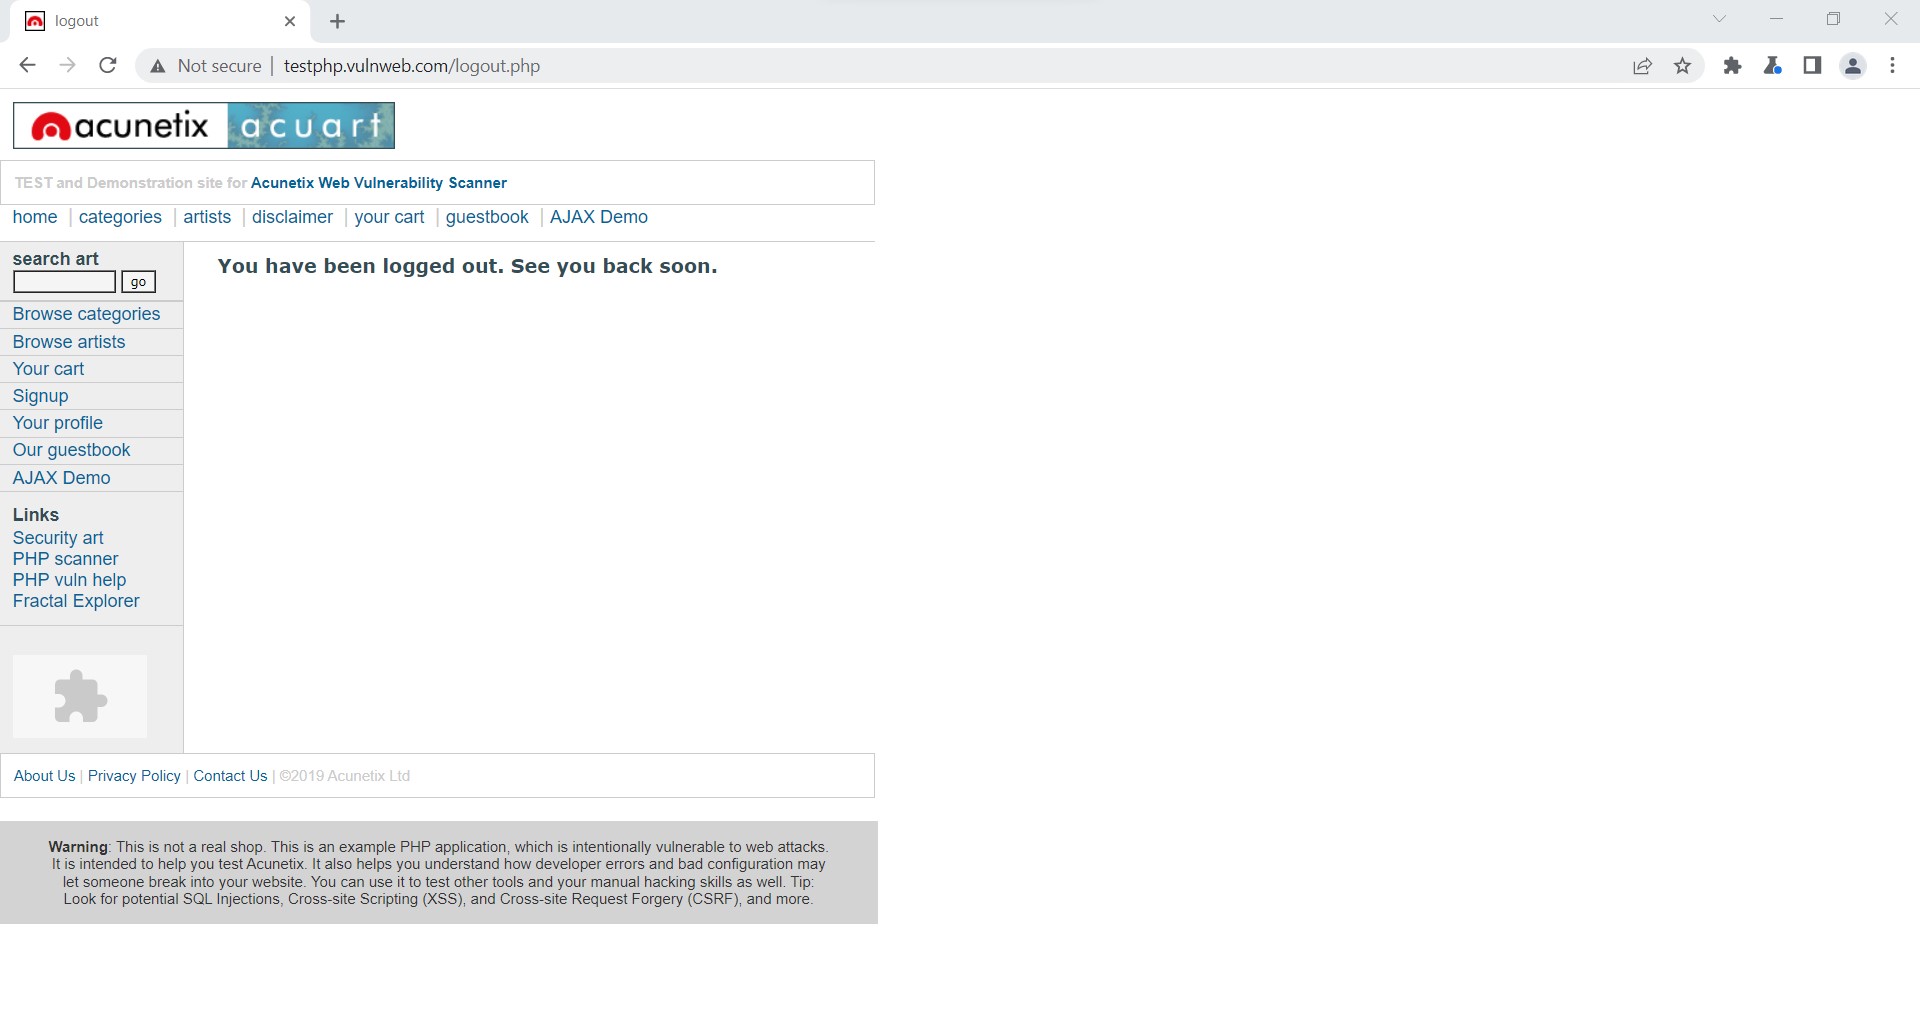 logout
Not secure | testphp.vulnweb.com/logout.php
acunetix acuart
TEST and Demonstration site for Acunetix Web Vulnerability Scanner
home | categories | artists | disclaimer | your cart | guestbook | AJAX Demo
search art
go
Browse categories
Browse artists
Your cart
Signup
Your profile
Our guestbook
AJAX Demo
Links
Security art
PHP scanner
PHP vuln help
Fractal Explorer
You have been logged out. See you back soon.
About Us | Privacy Policy | Contact Us | ©2019 Acunetix Ltd
Warning: This is not a real shop. This is an example PHP application, which is intentionally vulnerable to web attacks.
It is intended to help you test Acunetix. It also helps you understand how developer errors and bad configuration may
let someone break into your website. You can use it to test other tools and your manual hacking skills as well. Tip:
Look for potential SQL Injections, Cross-site Scripting (XSS), and Cross-site Request Forgery (CSRF), and more.